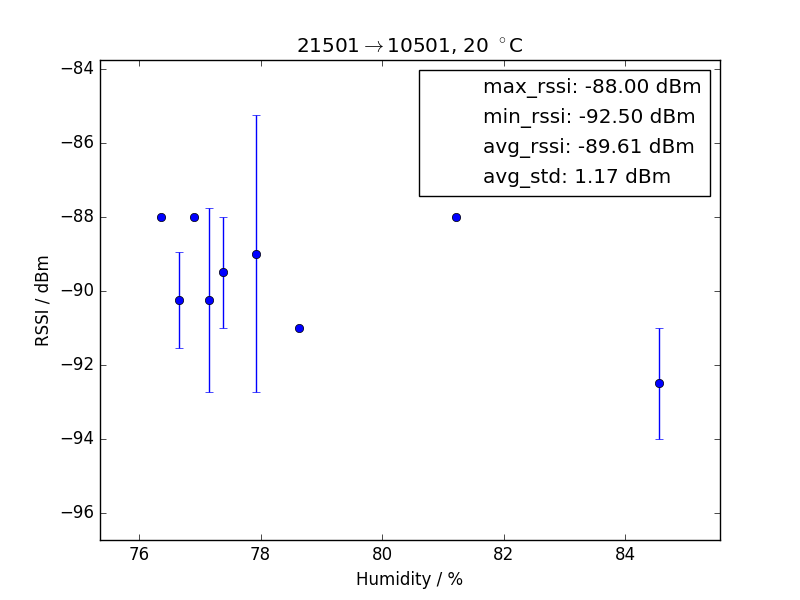 21501→10501, 20 °C
max_rssi: -88.00 dBm
min_rssi: -92.50 dBm
avg_rssi: -89.61 dBm
avg_std: 1.17 dBm
RSSI / dBm
−84
−86
−88
−90
−92
−94
−96
76 78 80 82 84
Humidity / %